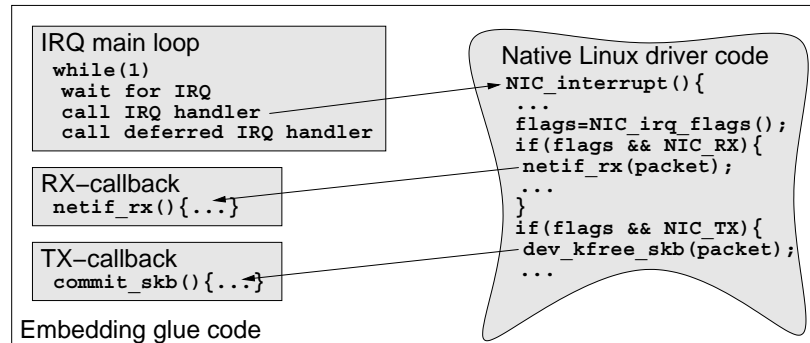 IRQ main loop
while(1)
wait for IRQ
call IRQ handler
call deferred IRQ handler
RX−callback
netif_rx(){...}
TX−callback
commit_skb(){...}
Embedding glue code
Native Linux driver code
NIC_interrupt(){
...
flags=NIC_irq_flags();
if(flags && NIC_RX){
netif_rx(packet);
...
}
if(flags && NIC_TX){
dev_kfree_skb(packet);
...